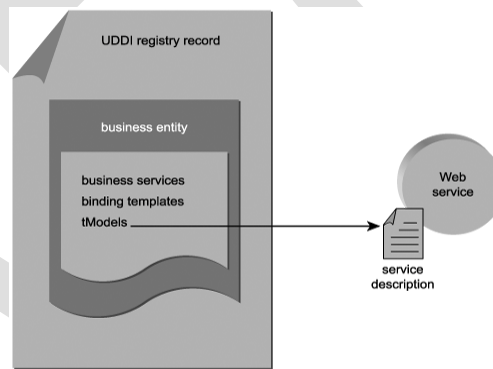 UDDI registry record
business entity
business services
binding templates
tModels
Web
service
service
description